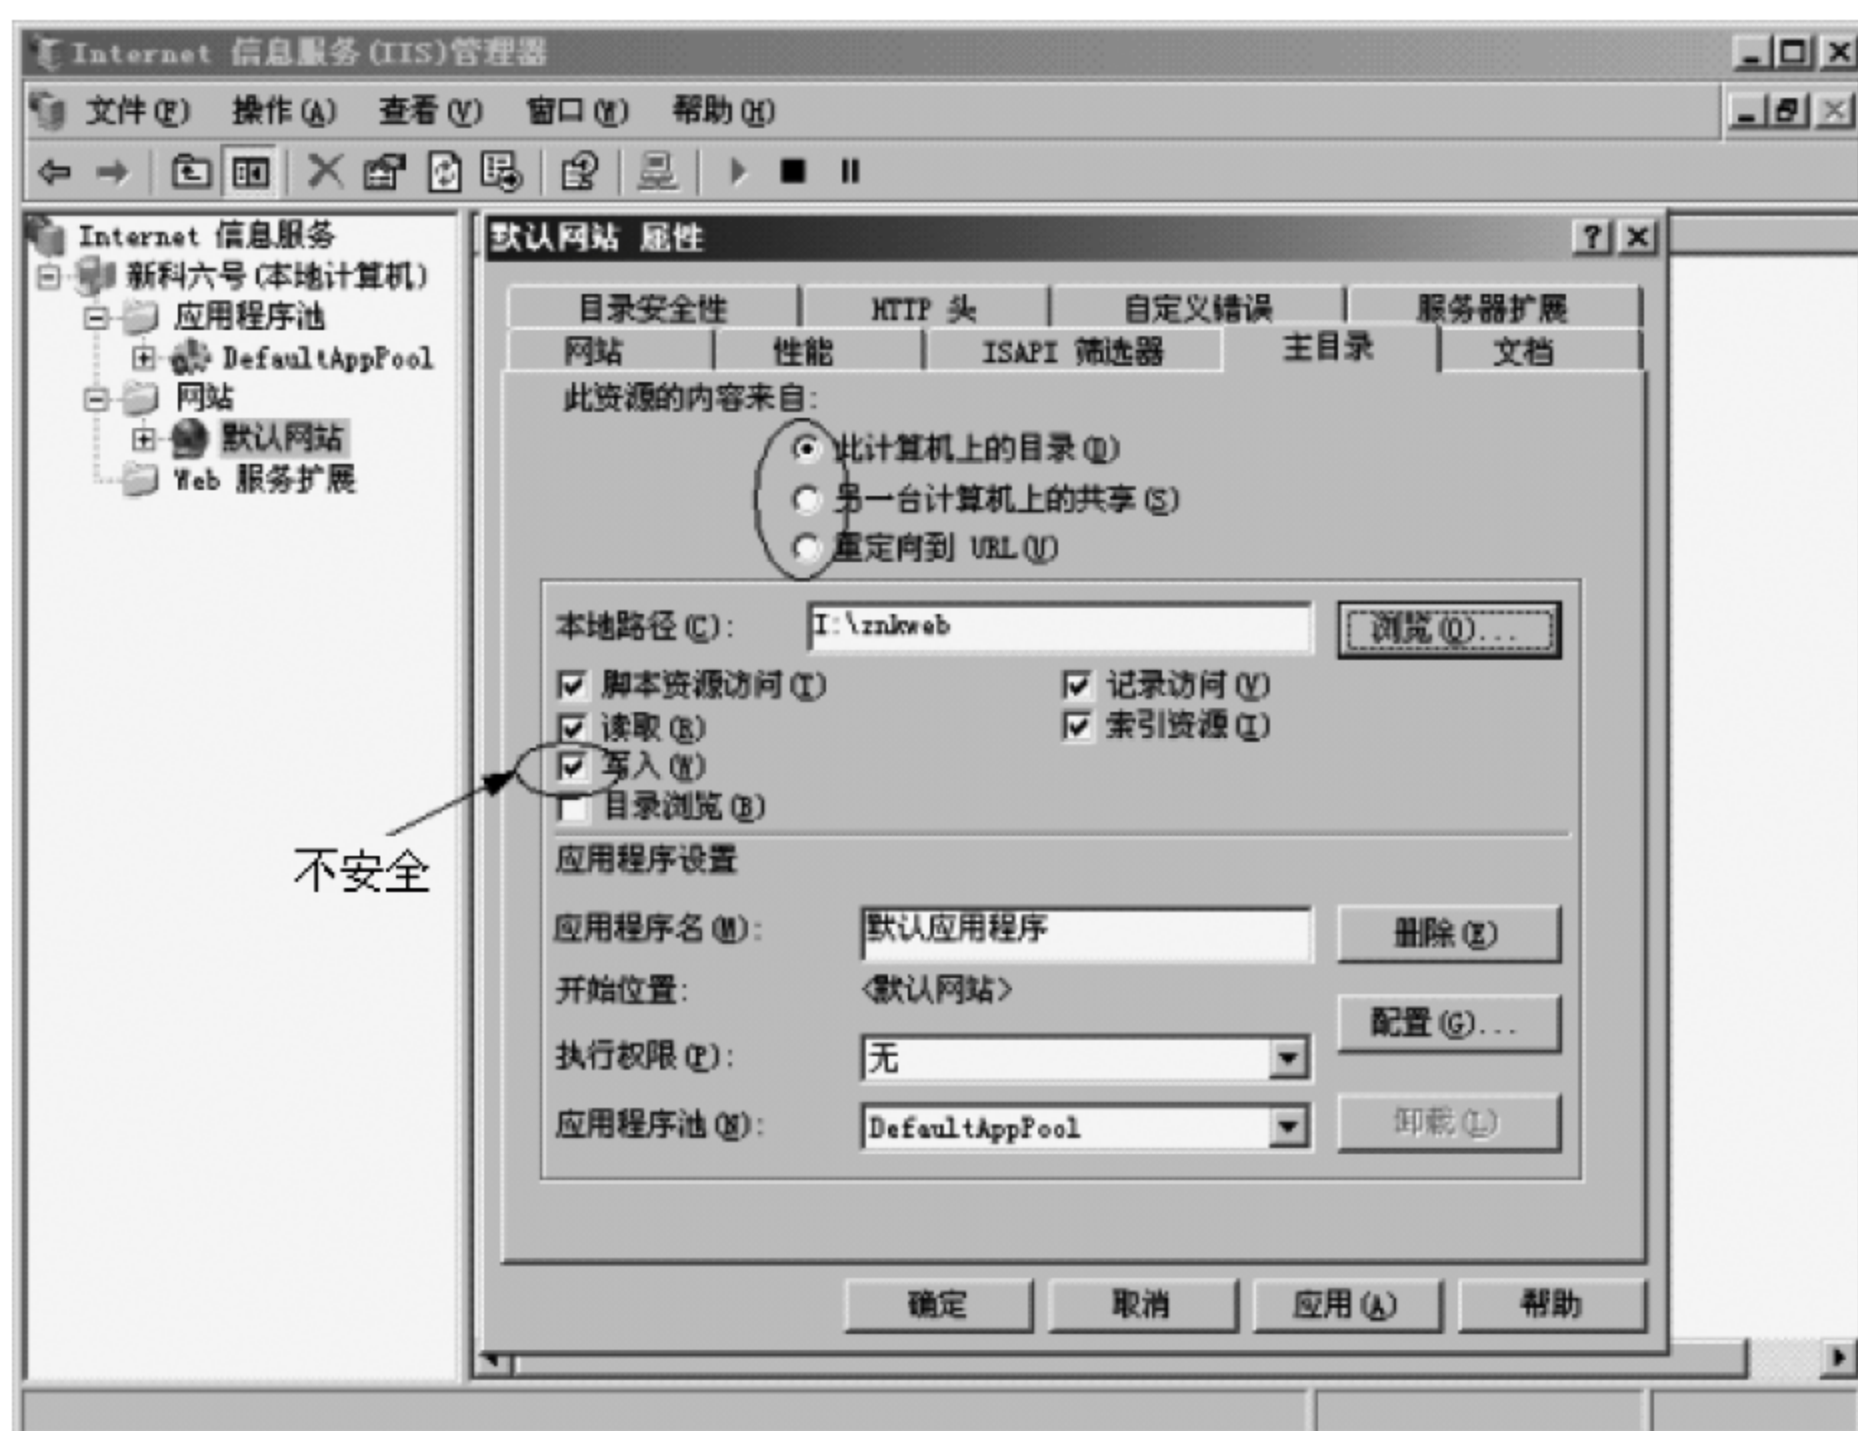 Internet 信息服务(IIS)管理器
文件(F) 操作(A) 查看(V) 窗口(W) 帮助(H)
Internet 信息服务
新科六号(本地计算机)
应用程序池
DefaultAppPool
网站
默认网站
Web 服务扩展
默认网站 属性
目录安全性 HTTP 头 自定义错误 服务器扩展
网站 性能 ISAPI 筛选器 主目录 文档
此资源的内容来自:
此计算机上的目录(D)
另一台计算机上的共享(S)
重定向到 URL(U)
本地路径(C): I:\znkweb 浏览(O)...
脚本资源访问(T) 记录访问(V)
读取(R) 索引资源(I)
写入(W)
目录浏览(B)
不安全
应用程序设置
应用程序名(M): 默认应用程序 删除(E)
开始位置: <默认网站>
配置(G)...
执行权限(P): 无
应用程序池(N): DefaultAppPool 卸载(L)
确定 取消 应用(A) 帮助